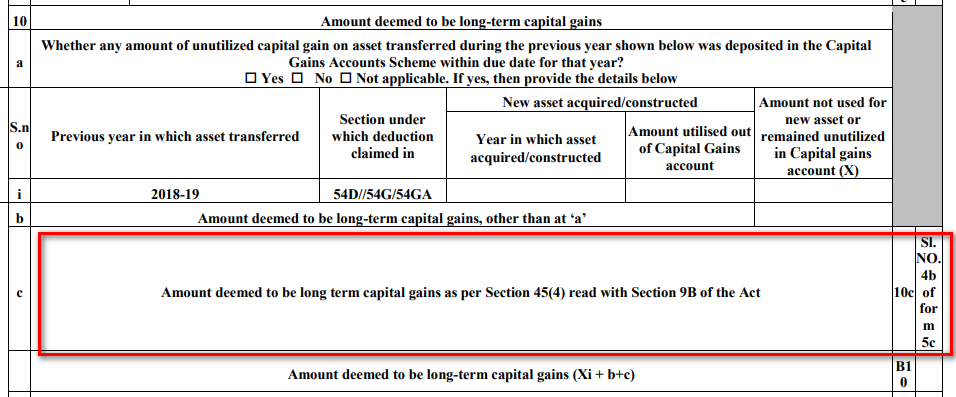 10 Amount deemed to be long-term capital gains
a Whether any amount of unutilized capital gain on asset transferred during the previous year shown below was deposited in the Capital
Gains Accounts Scheme within due date for that year?
☐ Yes ☐ No ☐ Not applicable. If yes, then provide the details below
S.n
o
Previous year in which asset transferred
Section under
which deduction
claimed in
New asset acquired/constructed
Year in which asset
acquired/constructed
Amount utilised out
of Capital Gains
account
Amount not used for
new asset or
remained unutilized
in Capital gains
account (X)
i 2018-19 54D//54G/54GA
b Amount deemed to be long-term capital gains, other than at ‘a’
c Amount deemed to be long term capital gains as per Section 45(4) read with Section 9B of the Act 10c
Sl.
NO.
4b
of
for
m
5c
Amount deemed to be long-term capital gains (Xi + b+c)
B1
0